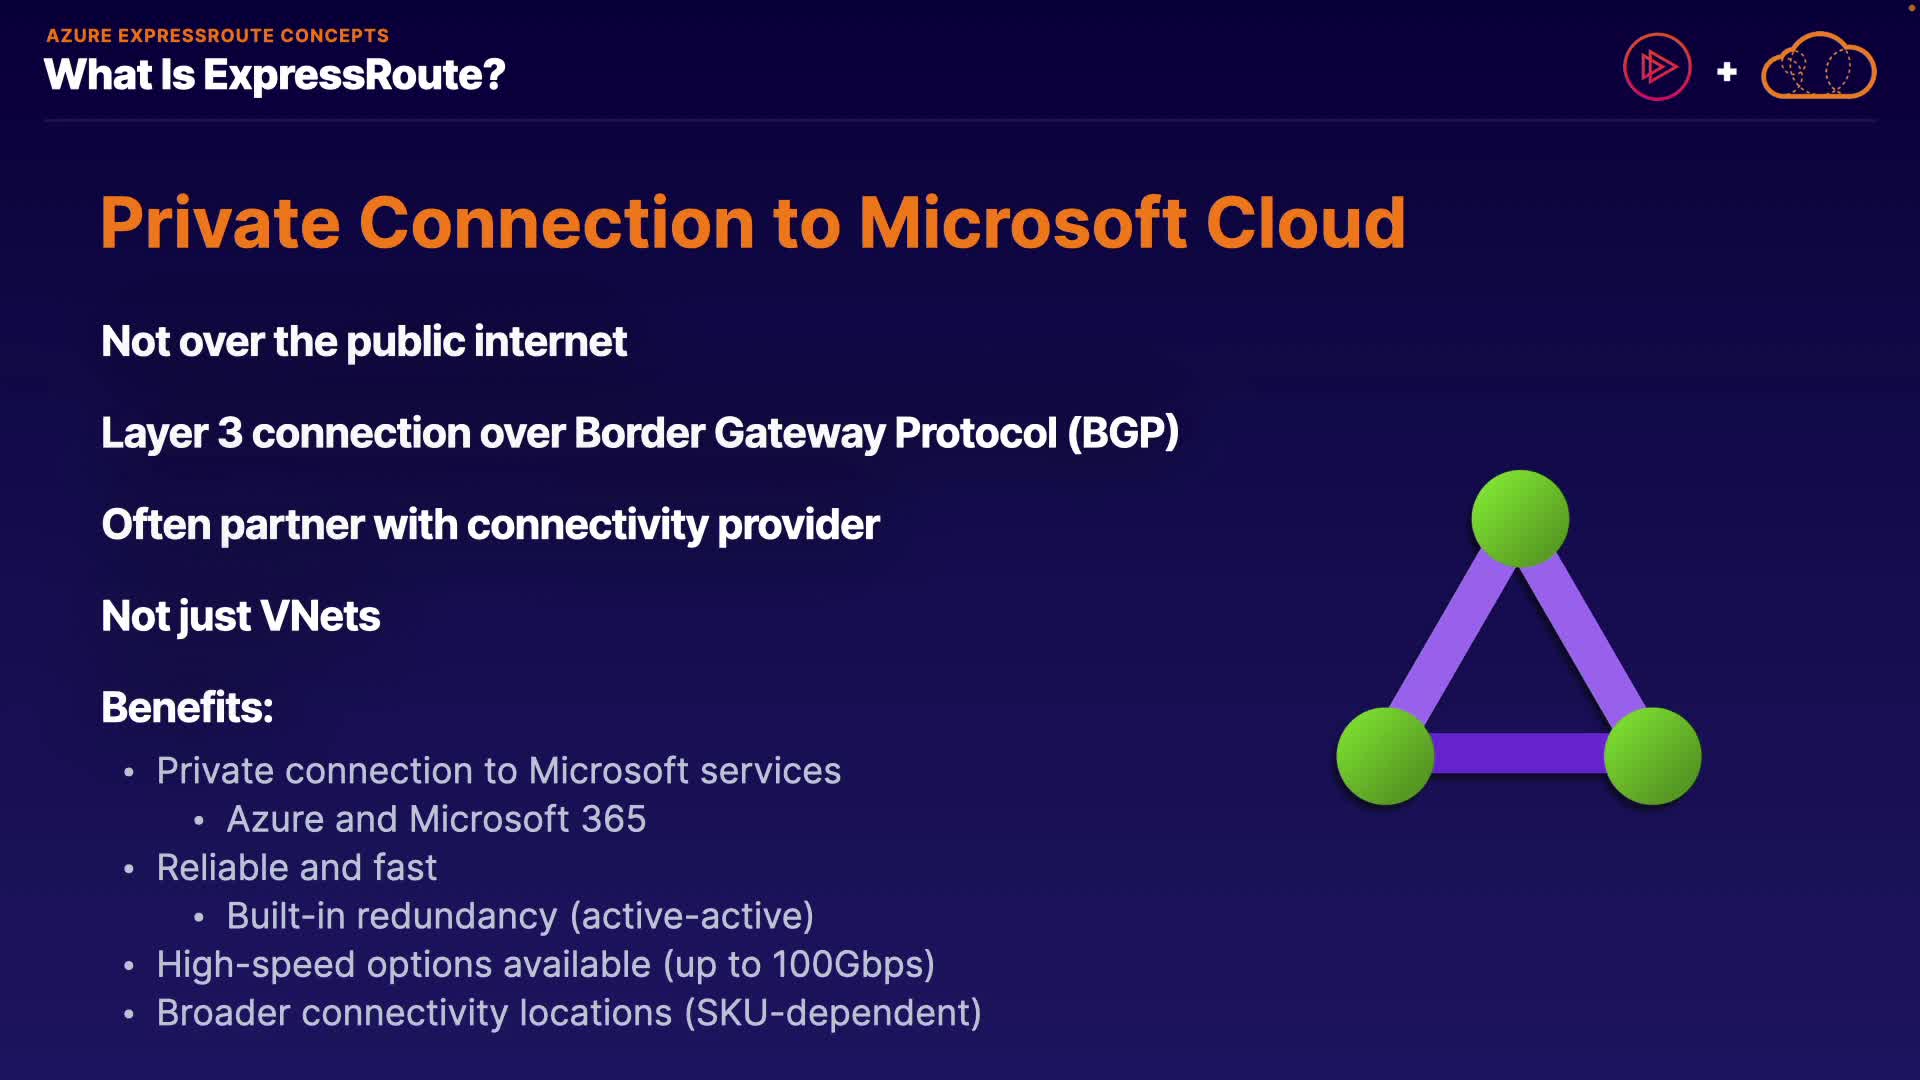 AZURE EXPRESSROUTE CONCEPTS
What Is ExpressRoute?
Private Connection to Microsoft Cloud
Not over the public internet
Layer 3 connection over Border Gateway Protocol (BGP)
Often partner with connectivity provider
Not just VNets
Benefits:
• Private connection to Microsoft services
• Azure and Microsoft 365
• Reliable and fast
• Built-in redundancy (active-active)
• High-speed options available (up to 100Gbps)
• Broader connectivity locations (SKU-dependent)